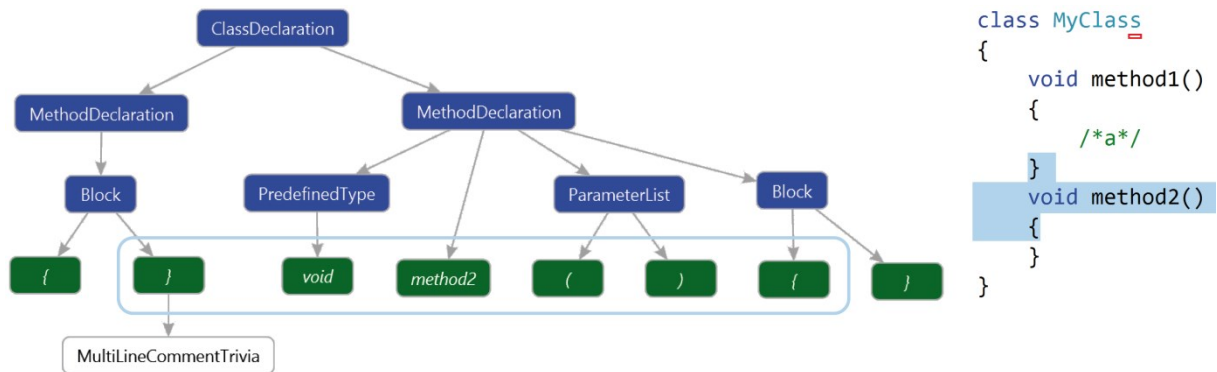 ClassDeclaration
MethodDeclaration
MethodDeclaration
Block
PredefinedType
ParameterList
Block
{
}
void
method2
(
)
{
}
MultiLineCommentTrivia
class MyClass
{
void method1()
{
/*a*/
}
void method2()
{
}
}